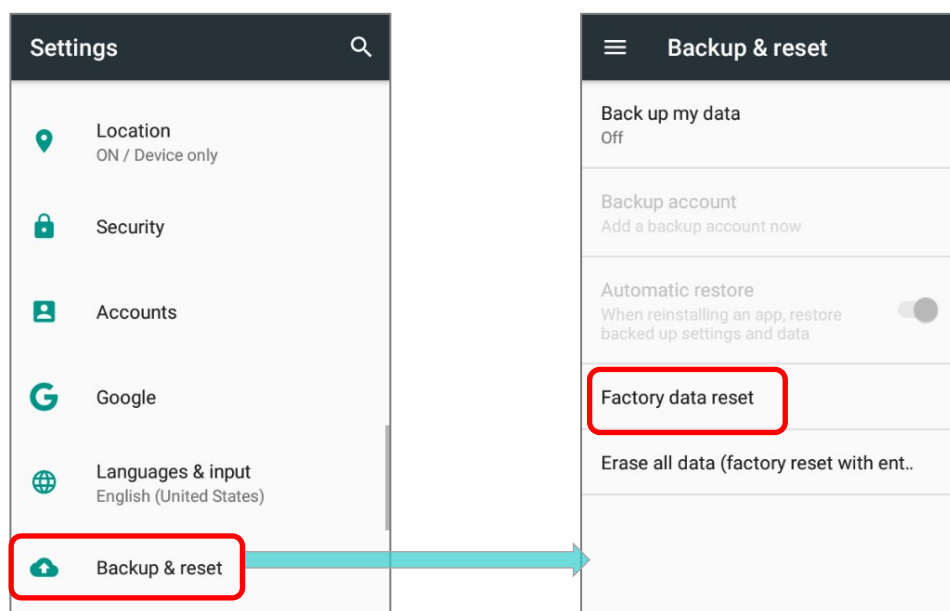 Settings
Location
ON / Device only
Security
Accounts
Google
Languages & input
English (United States)
Backup & reset
Backup & reset
Back up my data
Off
Backup account
Add a backup account now
Automatic restore
When reinstalling an app, restore
backed up settings and data
Factory data reset
Erase all data (factory reset with ent..